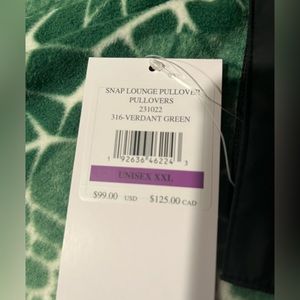 SNAP LOUNGE PULLOVER
PULLOVERS
231022
316-VERDANT GREEN
1 92636 46224 3
UNISEX XXL
$99.00 USD $125.00 CAD